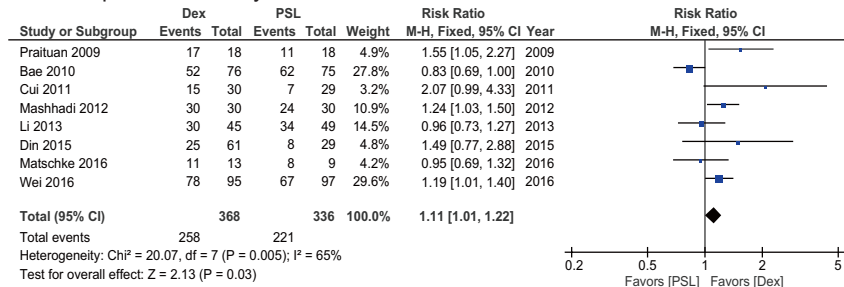 Dex PSL Risk Ratio Risk Ratio
Study or Subgroup Events Total Events Total Weight M-H, Fixed, 95% CI Year M-H, Fixed, 95% CI
Praituan 2009 17 18 11 18 4.9% 1.55 [1.05, 2.27] 2009
Bae 2010 52 76 62 75 27.8% 0.83 [0.69, 1.00] 2010
Cui 2011 15 30 7 29 3.2% 2.07 [0.99, 4.33] 2011
Mashhadi 2012 30 30 24 30 10.9% 1.24 [1.03, 1.50] 2012
Li 2013 30 45 34 49 14.5% 0.96 [0.73, 1.27] 2013
Din 2015 25 61 8 29 4.8% 1.49 [0.77, 2.88] 2015
Matschke 2016 11 13 8 9 4.2% 0.95 [0.69, 1.32] 2016
Wei 2016 78 95 67 97 29.6% 1.19 [1.01, 1.40] 2016
Total (95% CI) 368 336 100.0% 1.11 [1.01, 1.22]
Total events 258 221
Heterogeneity: Chi² = 20.07, df = 7 (P = 0.005); I² = 65%
Test for overall effect: Z = 2.13 (P = 0.03)
0.2 0.5 1 2 5
Favors [PSL] Favors [Dex]